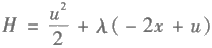 H = u²/2 + λ(-2x + u)